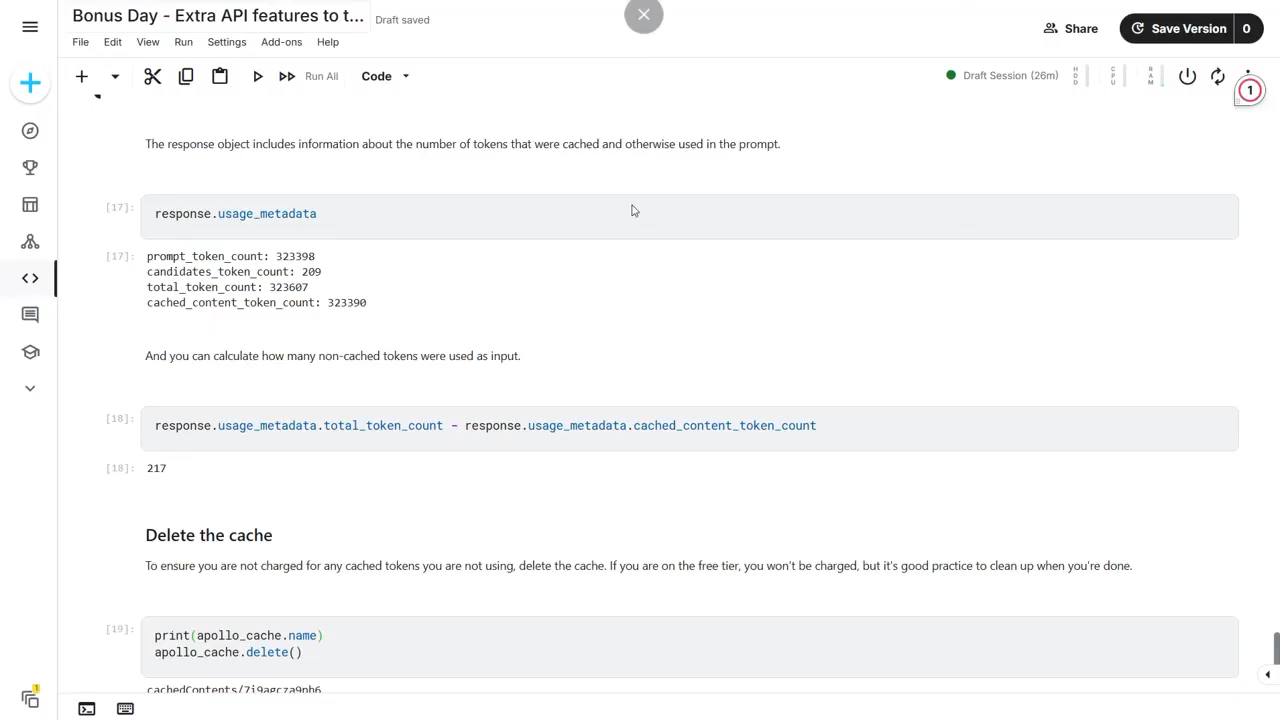 Bonus Day - Extra API features to t...
Draft saved
Share
Save Version
0
File Edit View Run Settings Add-ons Help
Run All
Code
Draft Session (26m)
HDD
CPU
RAM
1
The response object includes information about the number of tokens that were cached and otherwise used in the prompt.
[17]:
response.usage_metadata
[17]:
prompt_token_count: 323398
candidates_token_count: 209
total_token_count: 323607
cached_content_token_count: 323390
And you can calculate how many non-cached tokens were used as input.
[18]:
response.usage_metadata.total_token_count - response.usage_metadata.cached_content_token_count
[18]:
217
Delete the cache
To ensure you are not charged for any cached tokens you are not using, delete the cache. If you are on the free tier, you won't be charged, but it's good practice to clean up when you're done.
[19]:
print(apollo_cache.name)
apollo_cache.delete()
1